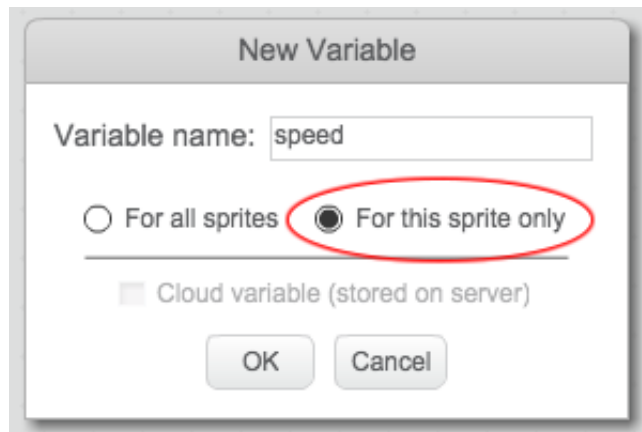 New Variable
Variable name: speed
For all sprites For this sprite only
Cloud variable (stored on server)
OK Cancel